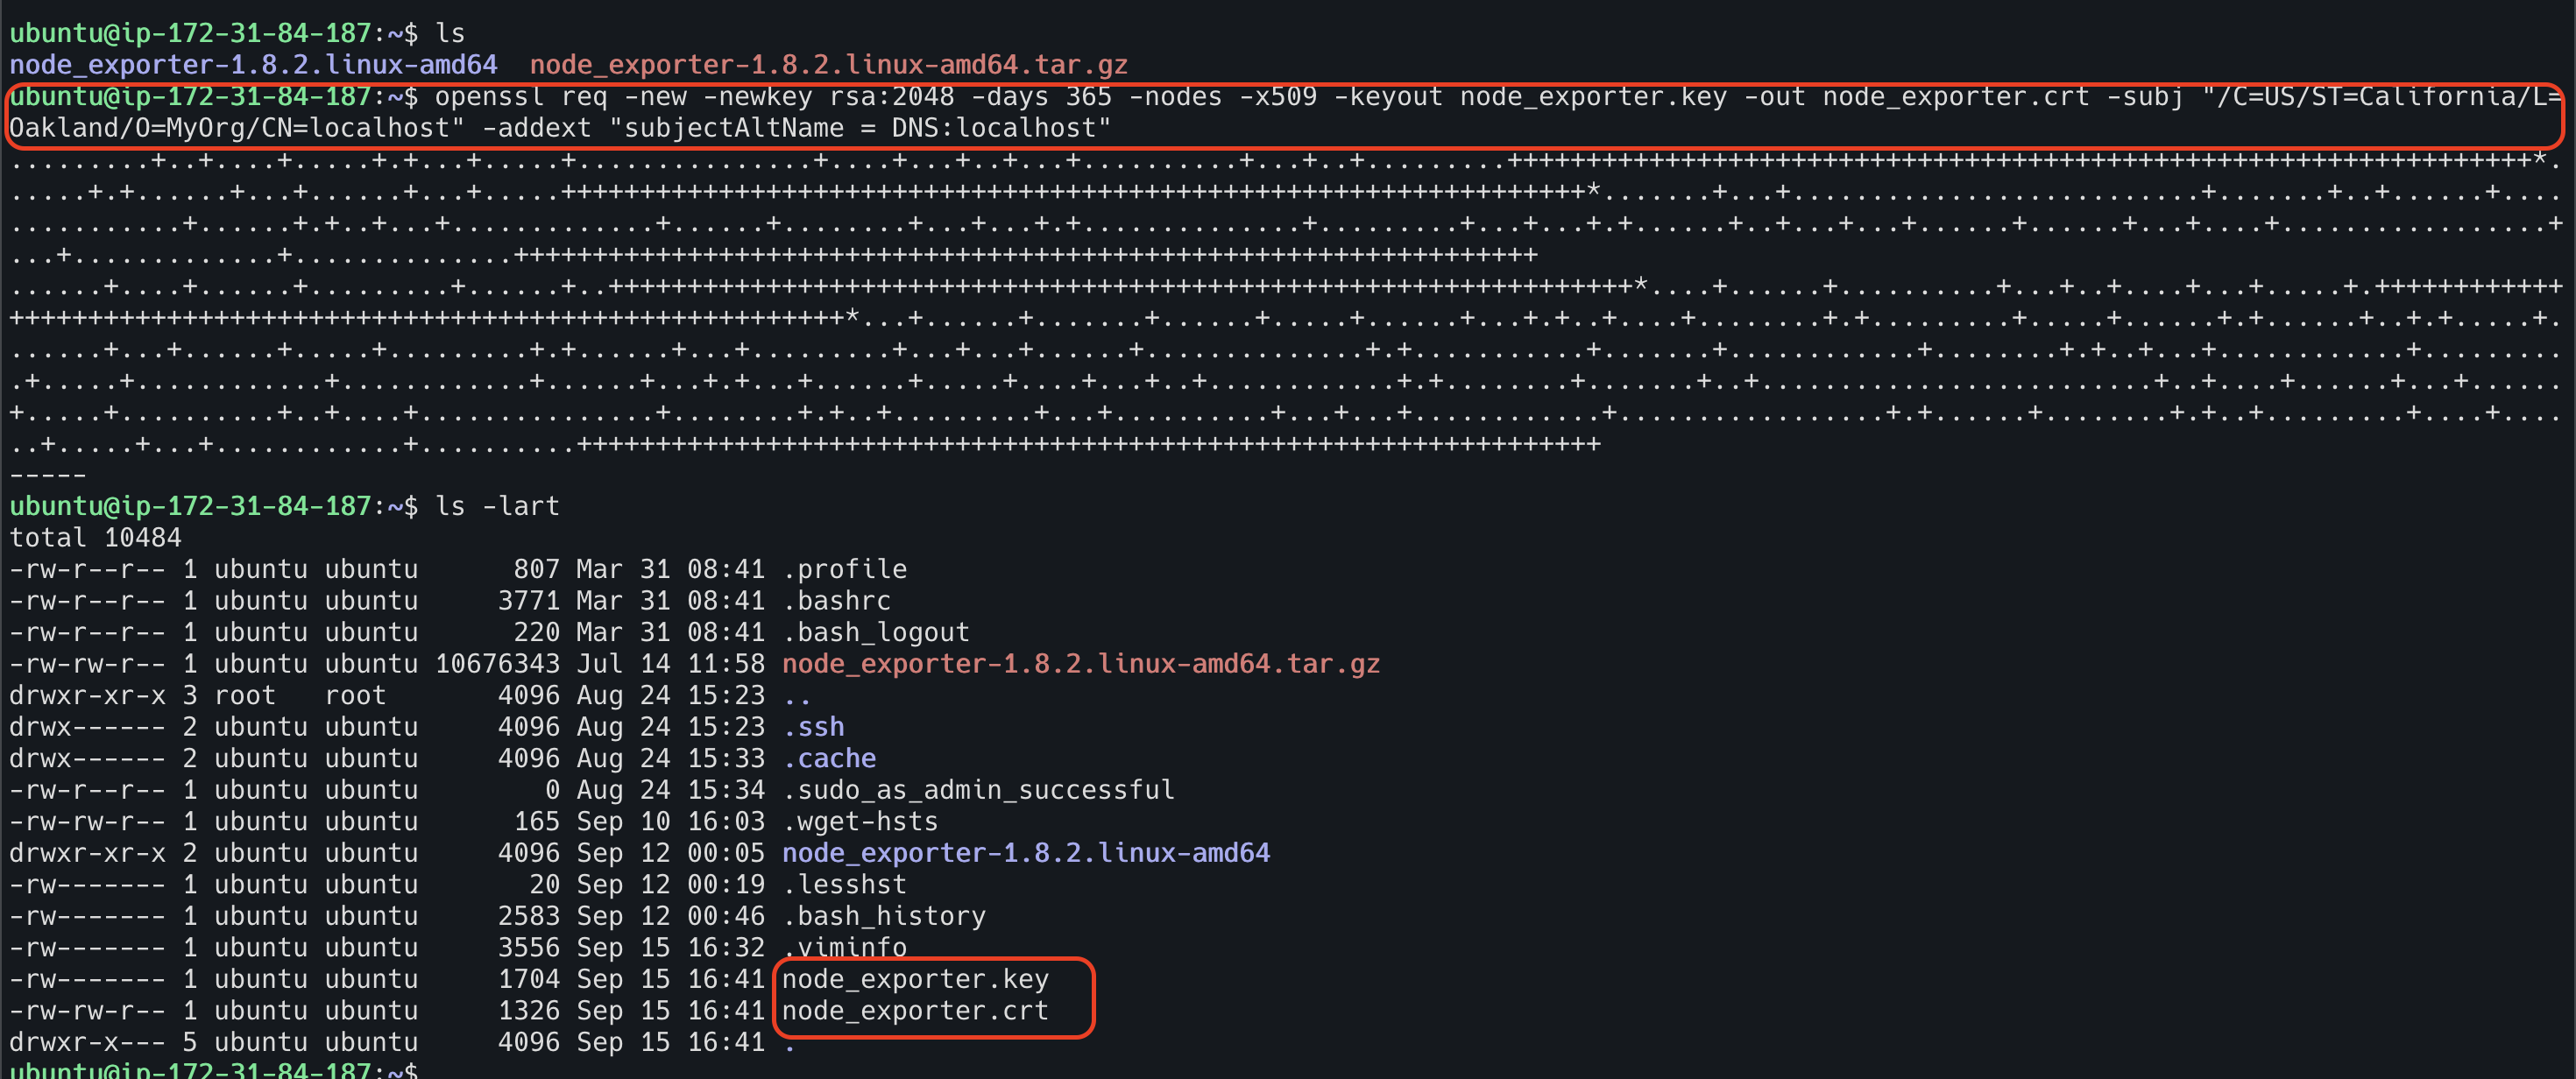 ubuntu@ip-172-31-84-187:~$ ls
node_exporter-1.8.2.linux-amd64  node_exporter-1.8.2.linux-amd64.tar.gz
ubuntu@ip-172-31-84-187:~$ openssl req -new -newkey rsa:2048 -days 365 -nodes -x509 -keyout node_exporter.key -out node_exporter.crt -subj "/C=US/ST=California/L=
Oakland/O=MyOrg/CN=localhost" -addext "subjectAltName = DNS:localhost"
-----
ubuntu@ip-172-31-84-187:~$ ls -lart
total 10484
-rw-r--r-- 1 ubuntu ubuntu      807 Mar 31 08:41 .profile
-rw-r--r-- 1 ubuntu ubuntu     3771 Mar 31 08:41 .bashrc
-rw-r--r-- 1 ubuntu ubuntu      220 Mar 31 08:41 .bash_logout
-rw-rw-r-- 1 ubuntu ubuntu 10676343 Jul 14 11:58 node_exporter-1.8.2.linux-amd64.tar.gz
drwxr-xr-x 3 root   root       4096 Aug 24 15:23 ..
drwx------ 2 ubuntu ubuntu     4096 Aug 24 15:23 .ssh
drwx------ 2 ubuntu ubuntu     4096 Aug 24 15:33 .cache
-rw-r--r-- 1 ubuntu ubuntu        0 Aug 24 15:34 .sudo_as_admin_successful
-rw-rw-r-- 1 ubuntu ubuntu      165 Sep 10 16:03 .wget-hsts
drwxr-xr-x 2 ubuntu ubuntu     4096 Sep 12 00:05 node_exporter-1.8.2.linux-amd64
-rw------- 1 ubuntu ubuntu       20 Sep 12 00:19 .lesshst
-rw------- 1 ubuntu ubuntu     2583 Sep 12 00:46 .bash_history
-rw------- 1 ubuntu ubuntu     3556 Sep 15 16:32 .viminfo
-rw------- 1 ubuntu ubuntu     1704 Sep 15 16:41 node_exporter.key
-rw-rw-r-- 1 ubuntu ubuntu     1326 Sep 15 16:41 node_exporter.crt
drwxr-x--- 5 ubuntu ubuntu     4096 Sep 15 16:41 .
ubuntu@ip-172-31-84-187:~$